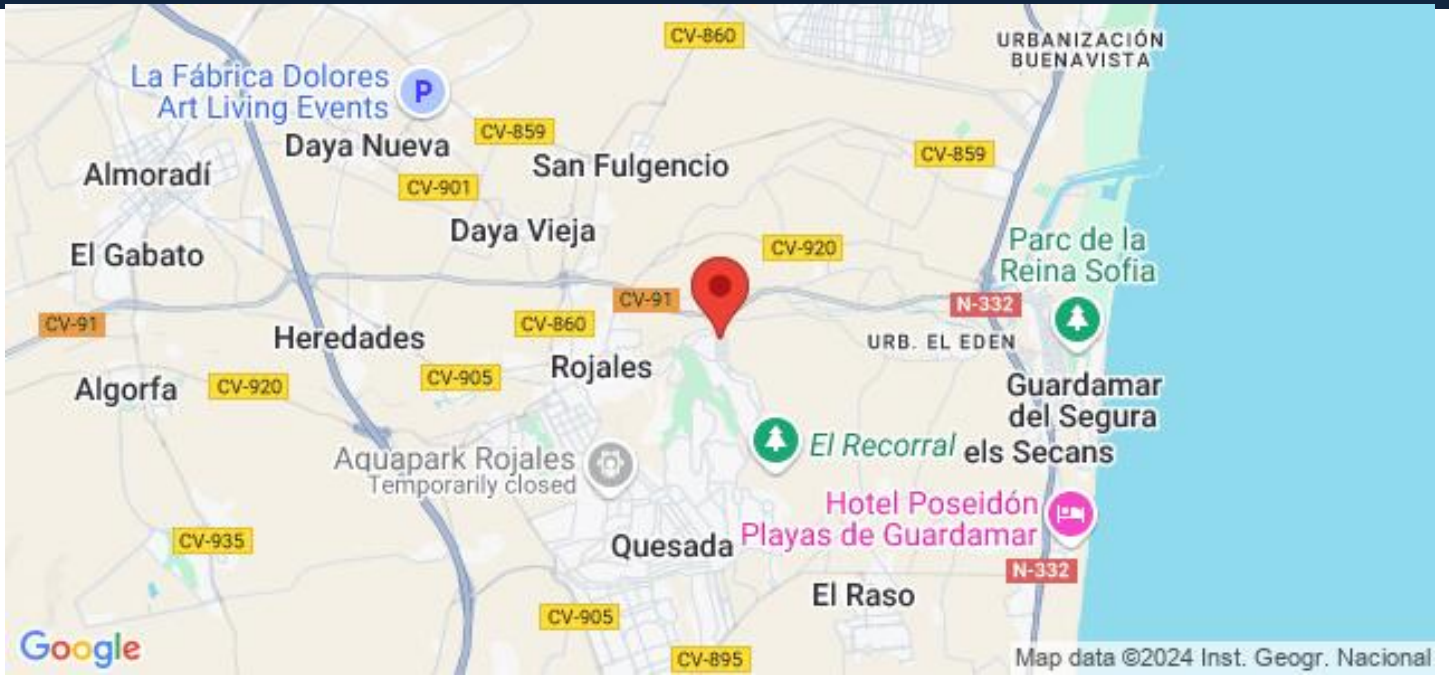 CV-860
URBANIZACIÓN
BUENAVISTA
La Fábrica Dolores
Art Living Events
P
Daya Nueva
CV-859
San Fulgencio
CV-859
Almoradí
CV-901
Daya Vieja
El Gabato
CV-920
Parc de la
Reina Sofia
CV-91
N-332
CV-91
CV-860
Heredades
URB. EL EDEN
Rojales
CV-905
Algorfa
CV-920
Guardamar
del Segura
El Recorral
els Secans
Aquapark Rojales
Temporarily closed
Hotel Poseidón
Playas de Guardamar
CV-935
Quesada
N-332
El Raso
CV-905
Google
CV-895
Map data ©2024 Inst. Geogr. Nacional